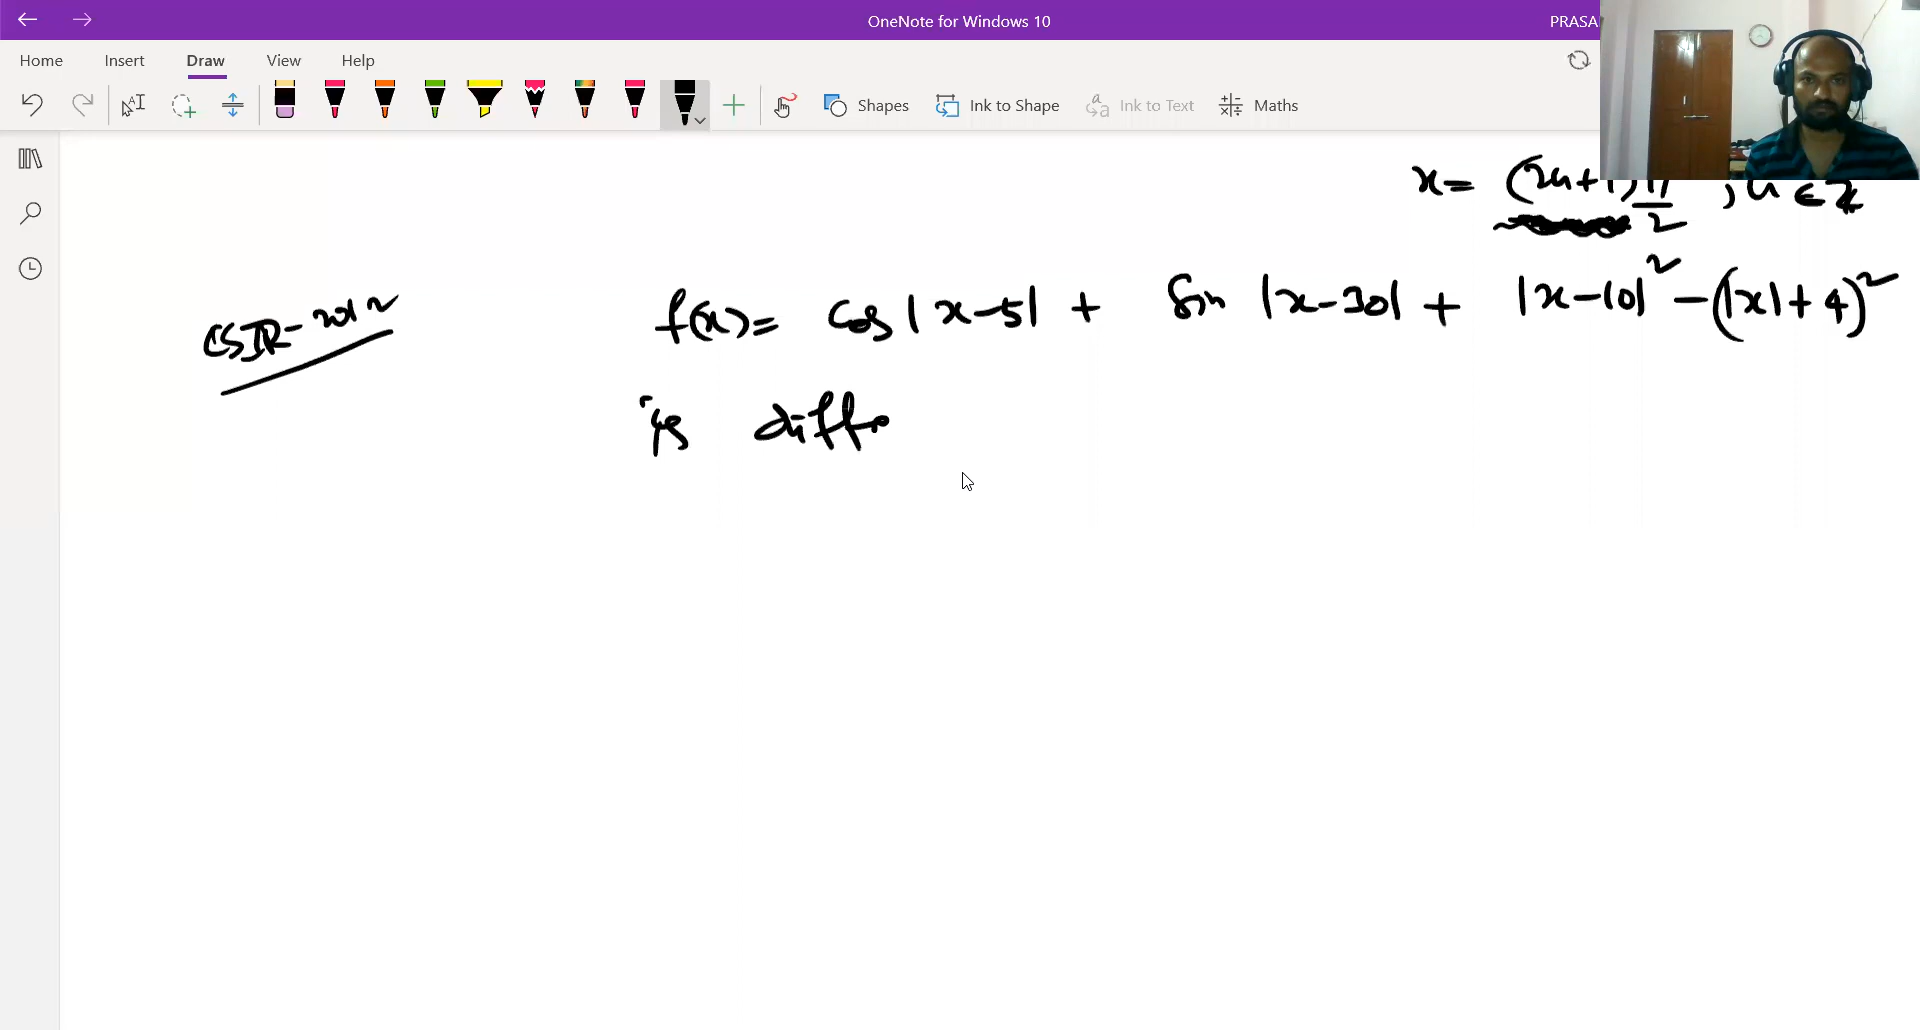 OneNote for Windows 10
PRASA
Home Insert Draw View Help
Shapes Ink to Shape Ink to Text Maths
x= (2n+1)π/2 , n ∈ Z
CSIR-2012
f(x)= cos|x-5| + sin |x-30| + |x-10|² -(|x|+4)²
is diffe